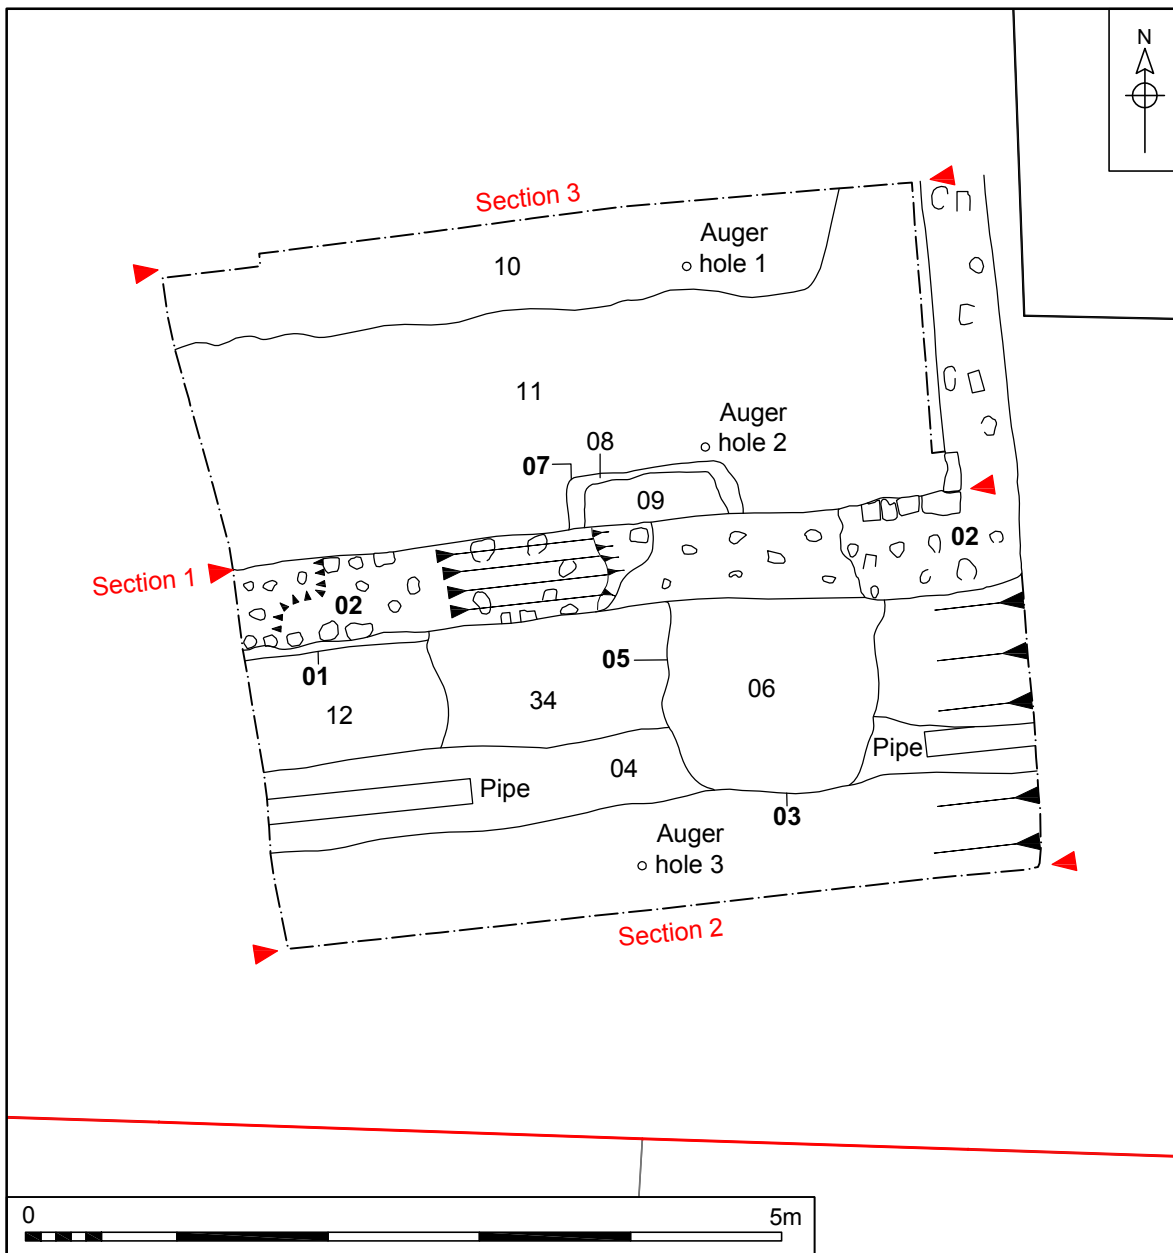 N
Section 3
Auger
hole 1
10
11
Auger
hole 2
08
07
09
02
Section 1
02
01
05
06
12
34
Pipe
04
Pipe
03
Auger
hole 3
Section 2
0
5m